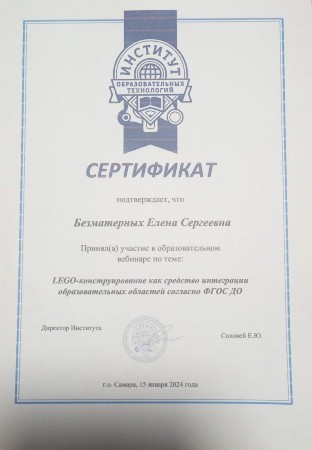 ИНСТИТУТ
ОБРАЗОВАТЕЛЬНЫХ
ТЕХНОЛОГИЙ
СЕРТИФИКАТ
подтверждает, что
Безматерных Елена Сергеевна
Принял(а) участие в образовательном
вебинаре по теме:
LEGO-конструирование как средство интеграции
образовательных областей согласно ФГОС ДО
Директор Института
Соловей Е.Ю.
г.о. Самара, 15 января 2024 года